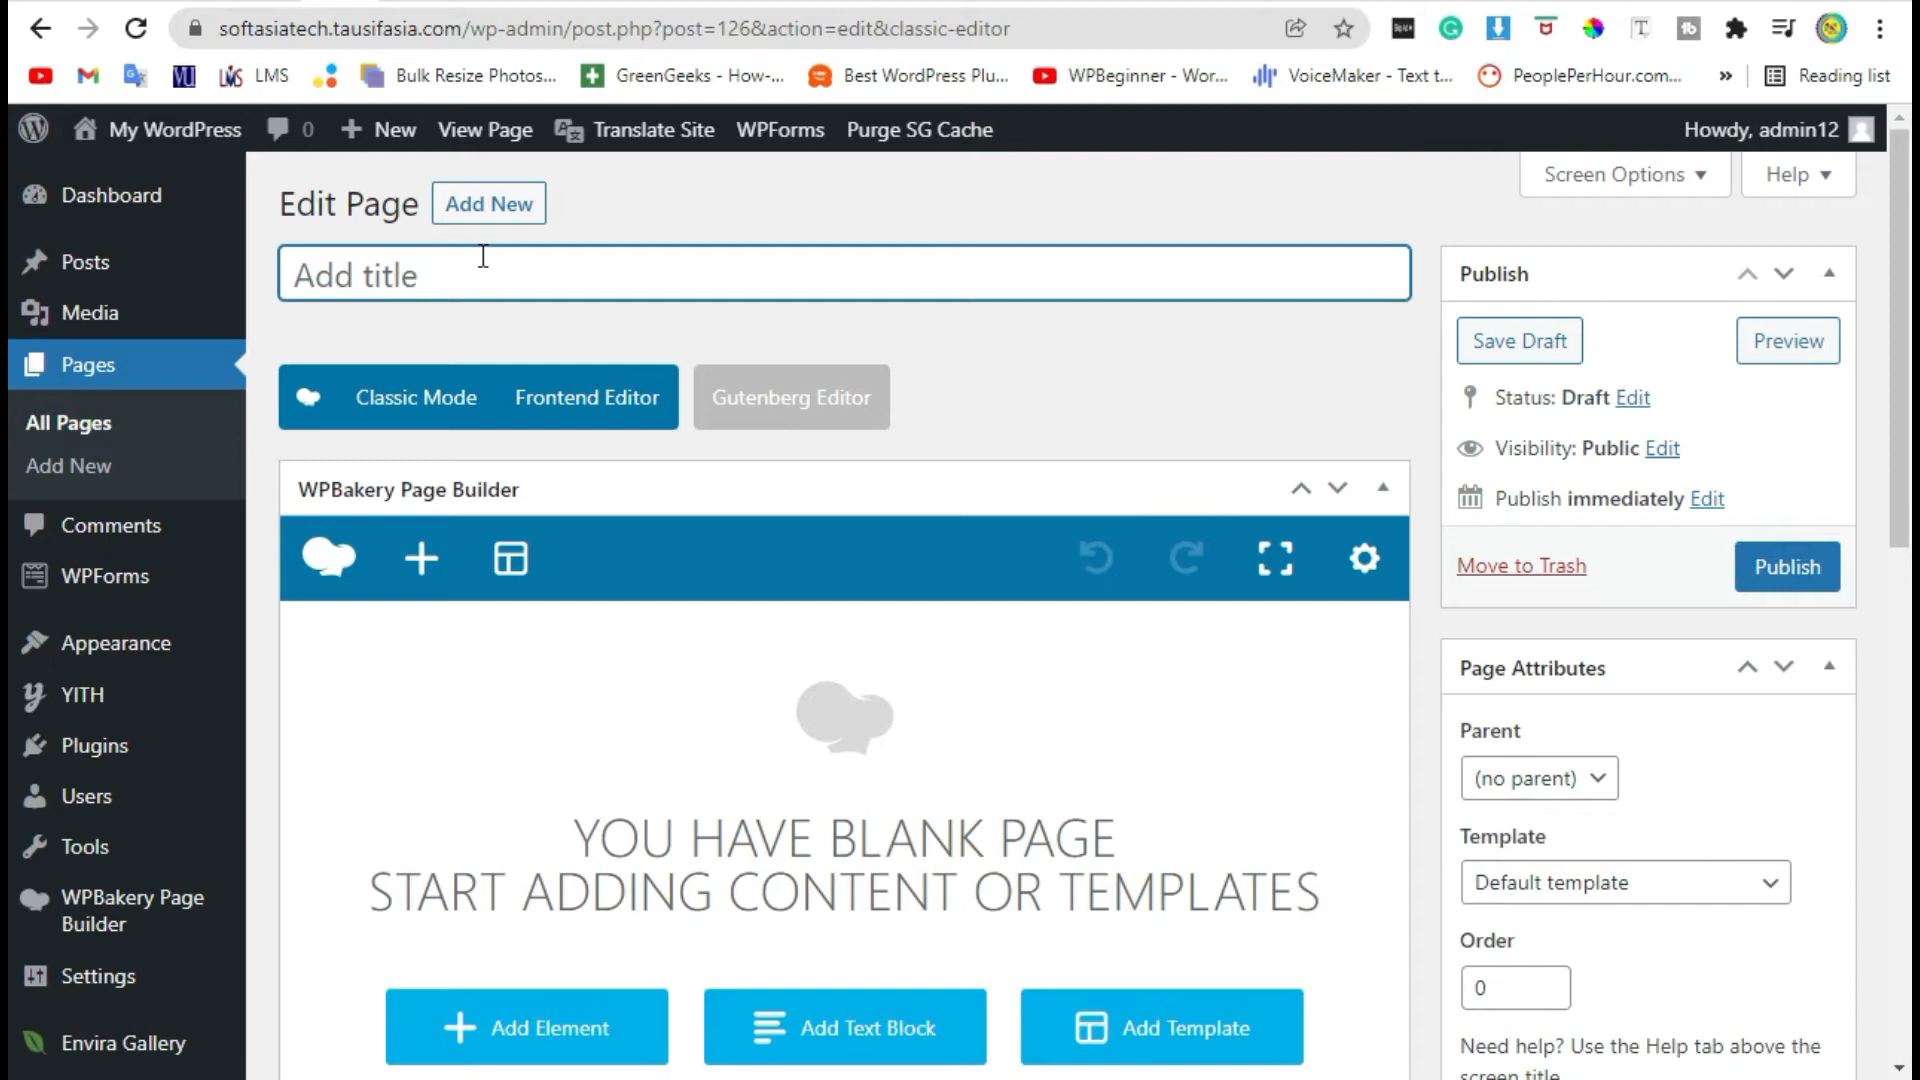 softasiatech.tausifasia.com/wp-admin/post.php?post=126&action=edit&classic-editor
LMS
Bulk Resize Photos...
GreenGeeks - How-...
Best WordPress Plu...
WPBeginner - Wor...
VoiceMaker - Text t...
PeoplePerHour.com...
»
Reading list
My WordPress
0
New
View Page
Translate Site
WPForms
Purge SG Cache
Howdy, admin12
Dashboard
Posts
Media
Pages
All Pages
Add New
Comments
WPForms
Appearance
YITH
Plugins
Users
Tools
WPBakery Page
Builder
Settings
Envira Gallery
Screen Options
Help
Edit Page
Add New
Add title
Classic Mode
Frontend Editor
Gutenberg Editor
WPBakery Page Builder
YOU HAVE BLANK PAGE
START ADDING CONTENT OR TEMPLATES
Add Element
Add Text Block
Add Template
Publish
Save Draft
Preview
Status: Draft Edit
Visibility: Public Edit
Publish immediately Edit
Move to Trash
Publish
Page Attributes
Parent
(no parent)
Template
Default template
Order
0
Need help? Use the Help tab above the
screen title.